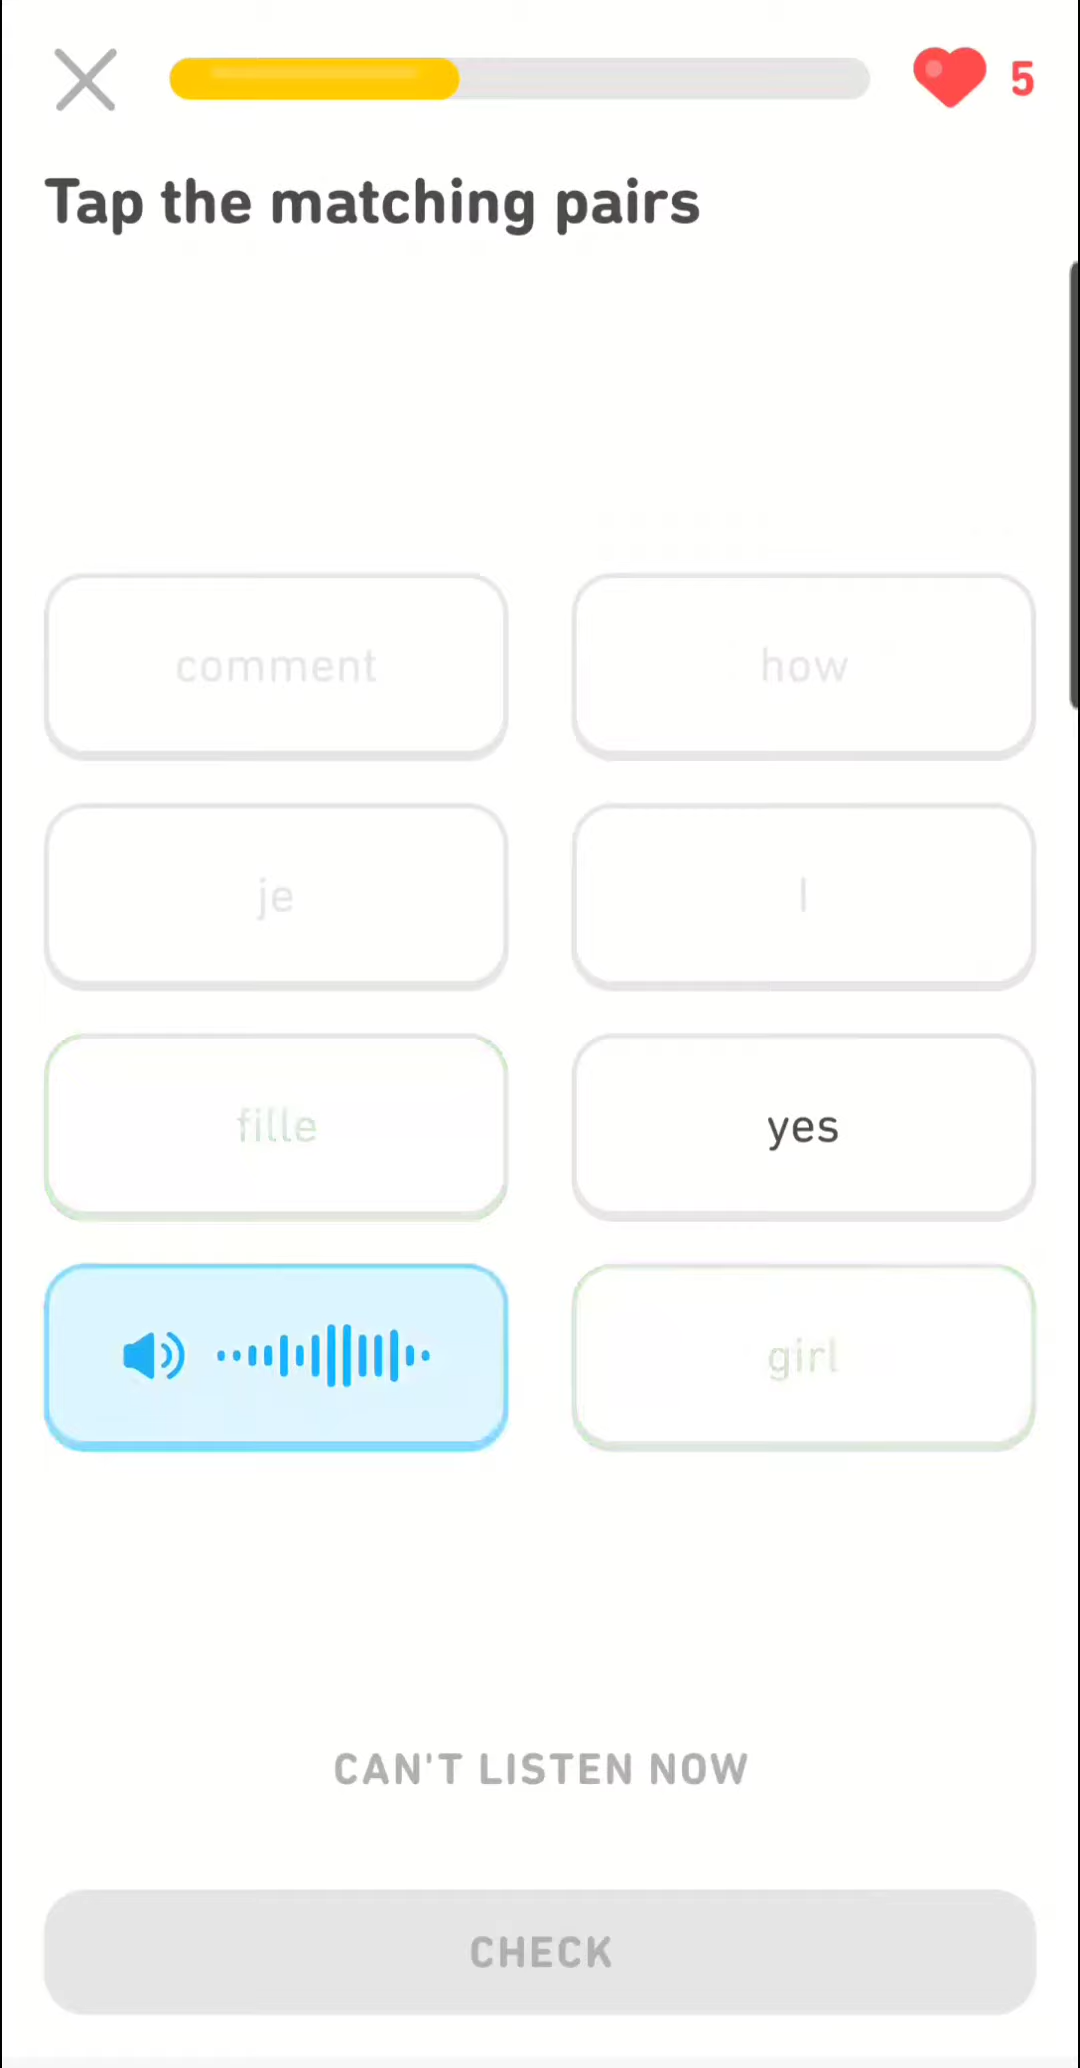 5
Tap the matching pairs
comment how
je I
fille yes
girl
CAN'T LISTEN NOW
CHECK